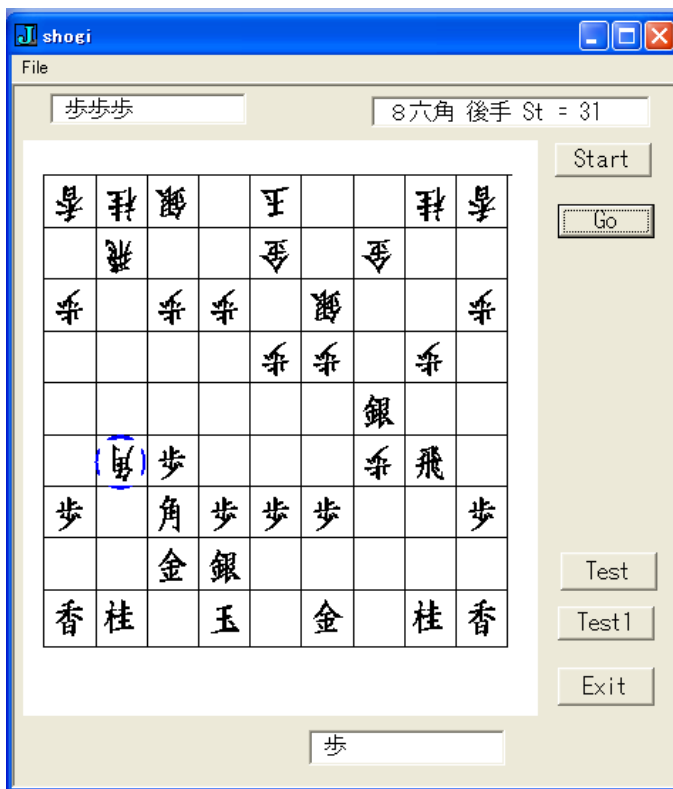 shogi
File
歩歩歩
8六角 後手 St = 31
Start
Go
香 桂 銀 王 桂 香
飛 金 金
歩 歩 歩 銀 歩
歩 歩 歩
銀
角 歩 歩 飛
歩 角 歩 歩 歩 歩
金 銀
香 桂 玉 金 桂 香
Test
Test1
Exit
歩